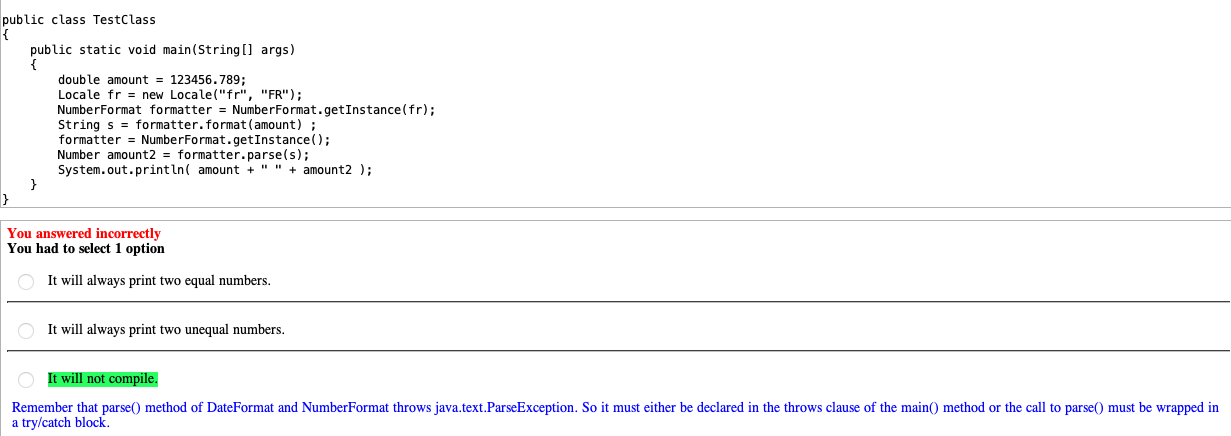 public class TestClass
{
    public static void main(String[] args)
    {
        double amount = 123456.789;
        Locale fr = new Locale("fr", "FR");
        NumberFormat formatter = NumberFormat.getInstance(fr);
        String s = formatter.format(amount) ;
        formatter = NumberFormat.getInstance();
        Number amount2 = formatter.parse(s);
        System.out.println( amount + " " + amount2 );
    }
}
You answered incorrectly
You had to select 1 option
It will always print two equal numbers.
It will always print two unequal numbers.
It will not compile.
Remember that parse() method of DateFormat and NumberFormat throws java.text.ParseException. So it must either be declared in the throws clause of the main() method or the call to parse() must be wrapped in
a try/catch block.